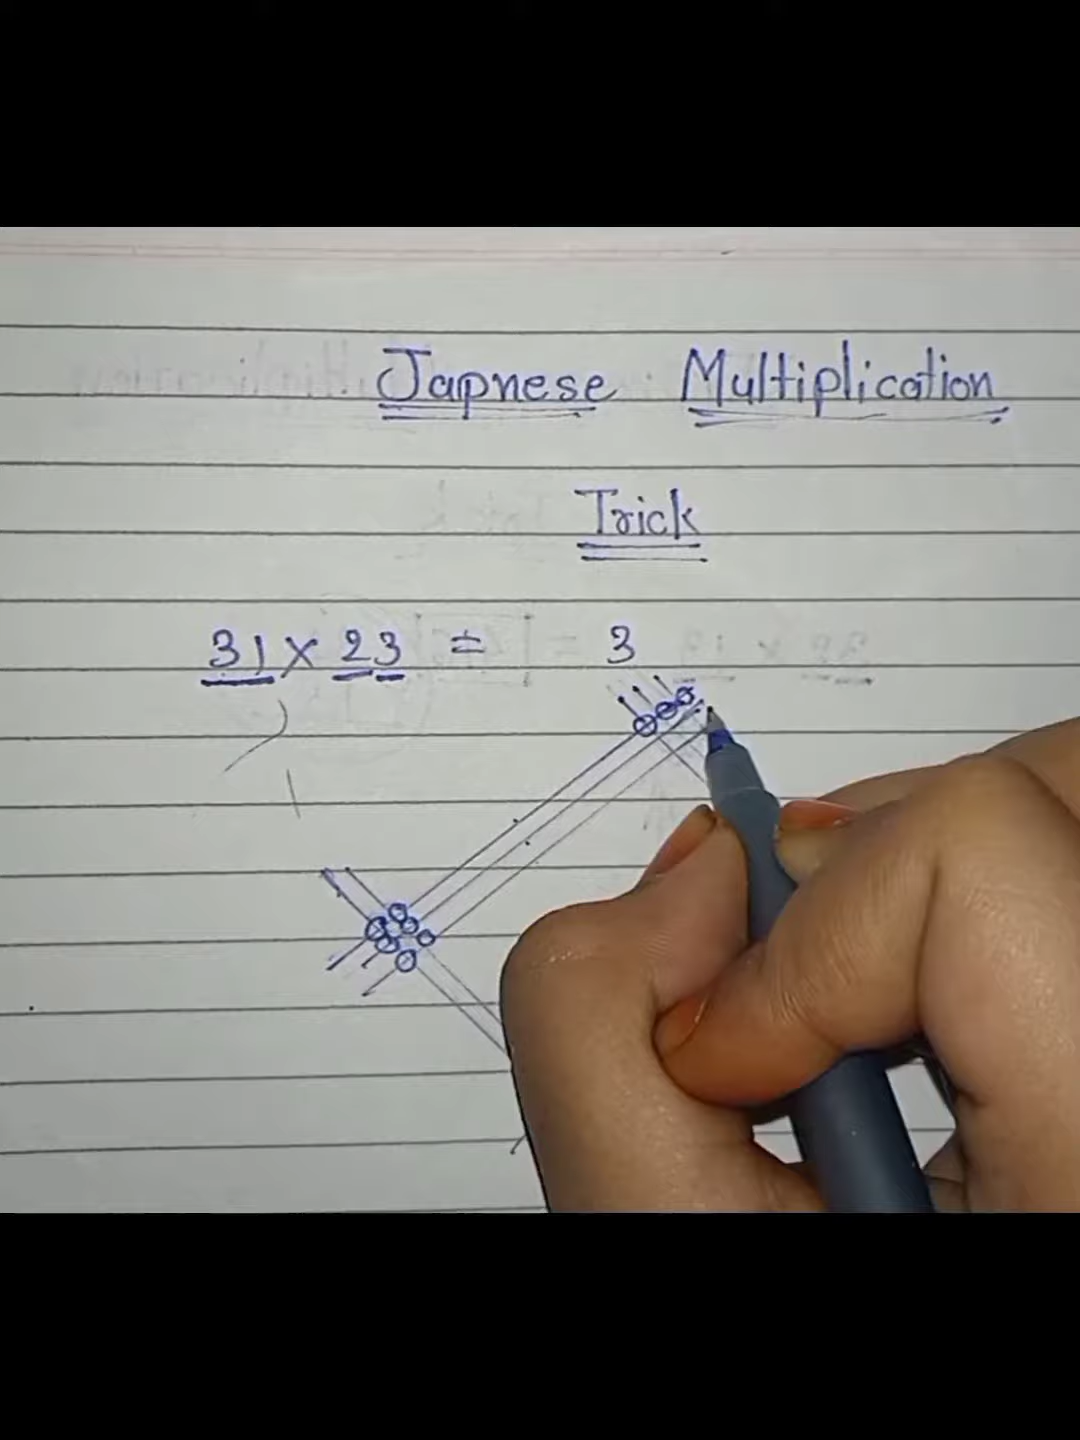 Japnese Multiplication
Trick
31 × 23 = 3